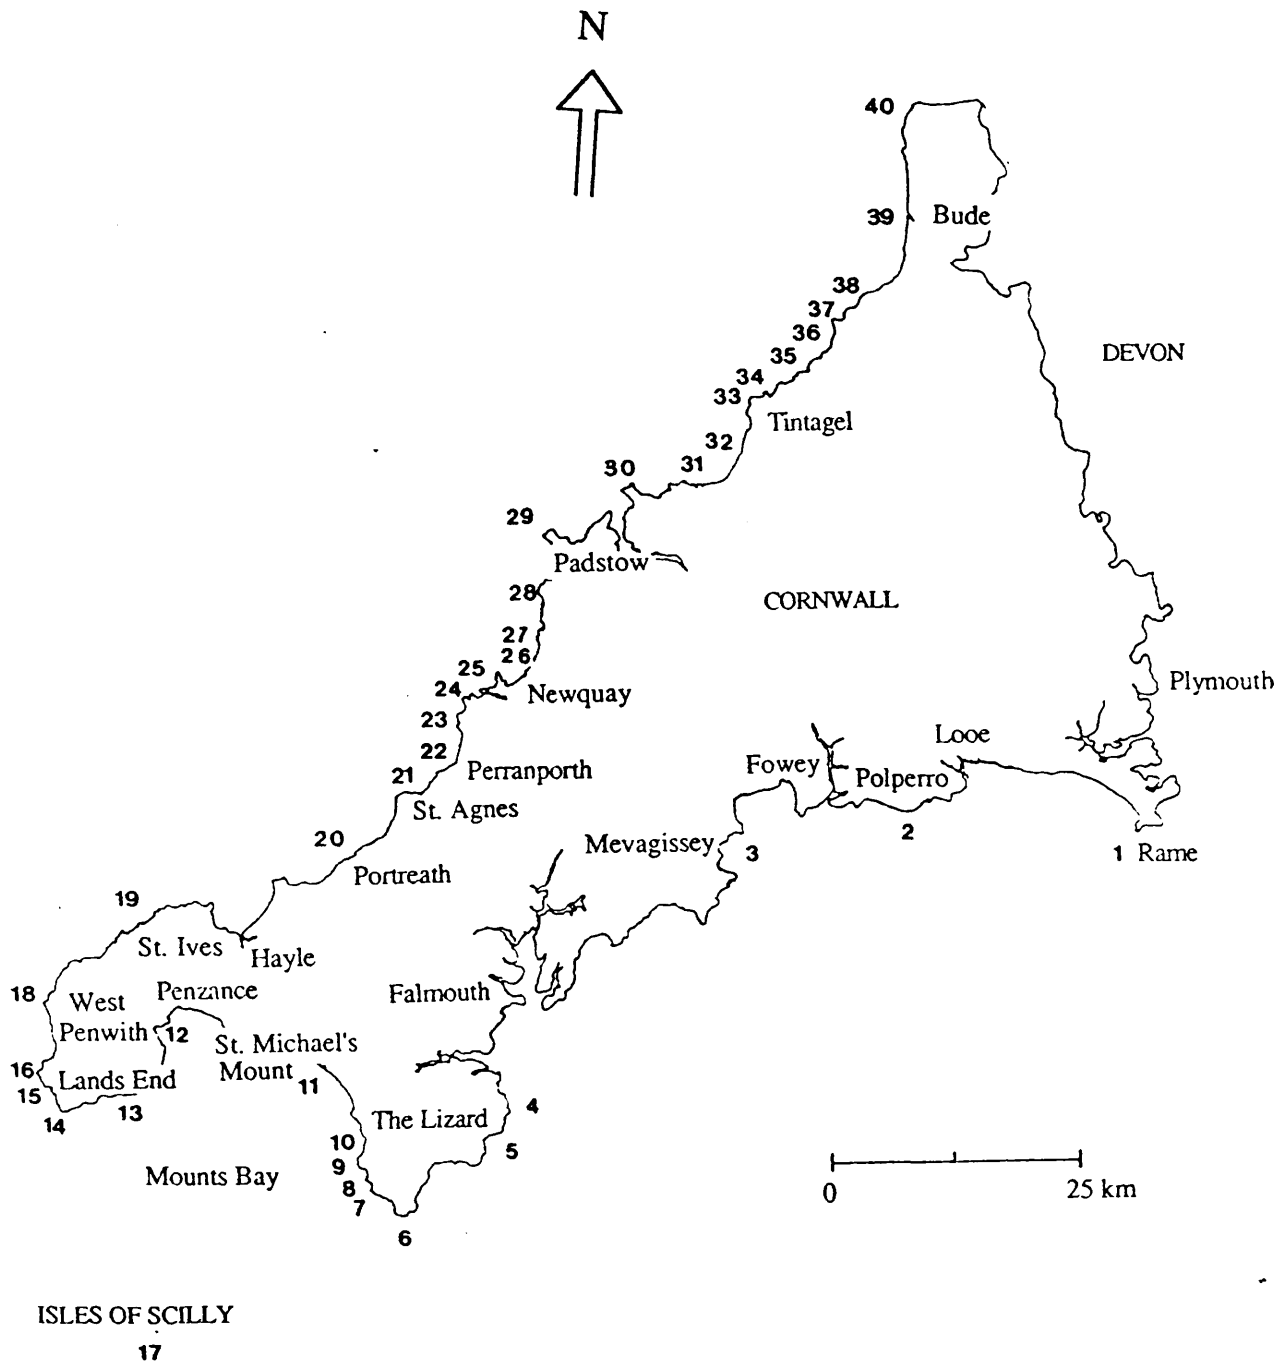 N
40
39 Bude
38
37
36
35
DEVON
34
33
Tintagel
32
31
30
29
Padstow
28
CORNWALL
27
26
25
24
Newquay
Plymouth
23
22
Looe
21
Perranporth
Fowey
Polperro
St. Agnes
20
2
Mevagissey
3
1 Rame
Portreath
19
St. Ives
Hayle
18
West
Penwith
Penzance
Falmouth
12
St. Michael's
Mount
16
Lands End
11
15
13
14
The Lizard
4
10
5
9
Mounts Bay
8
7
6
0
25 km
ISLES OF SCILLY
17